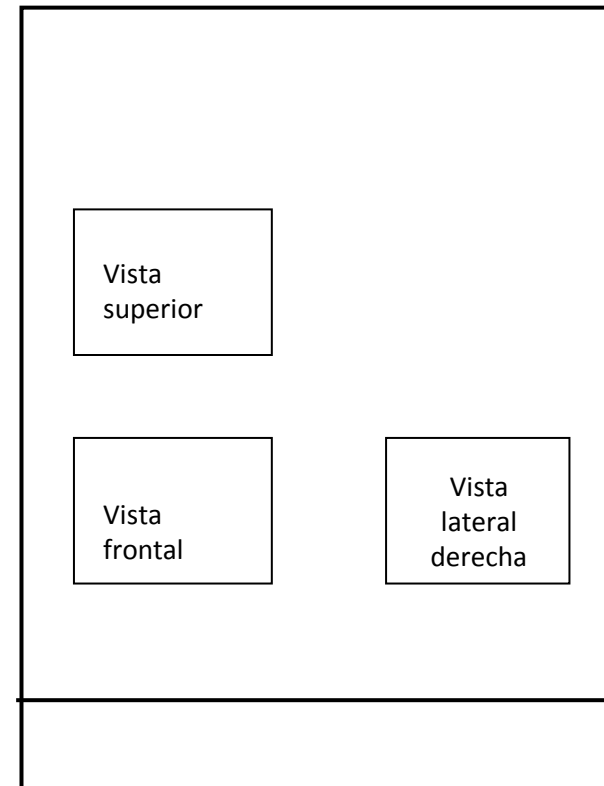 Vista
superior
Vista
frontal
Vista
lateral
derecha